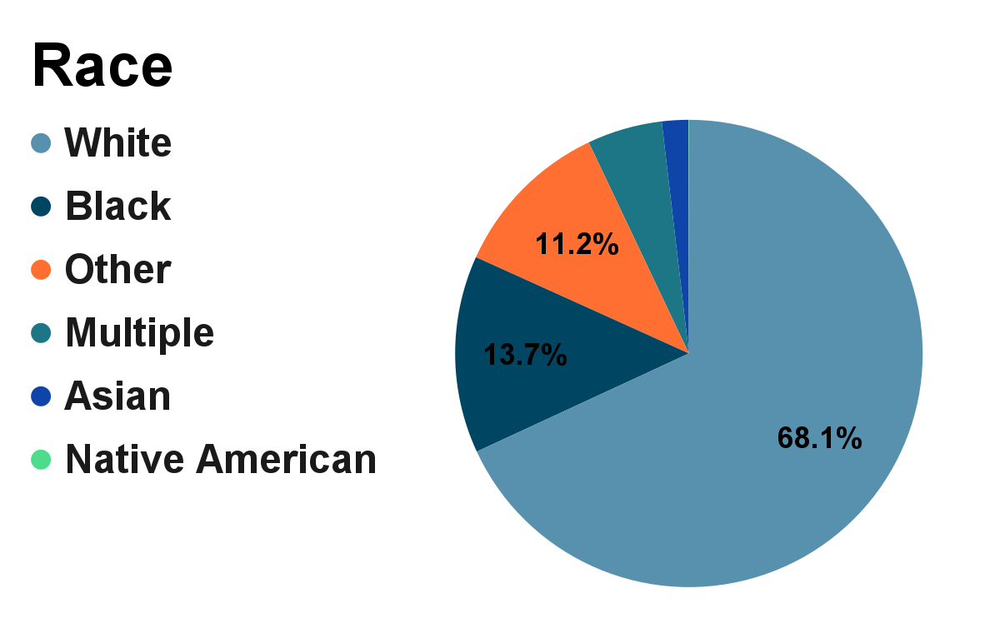 Race
White
Black
Other
Multiple
Asian
Native American
11.2%
13.7%
68.1%